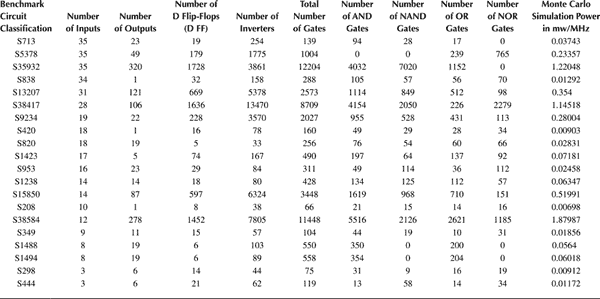 Benchmark Circuit Classification Number of Inputs Number of Outputs Number of D Flip-Flops (D FF) Number of Inverters Total Number of Gates Number of AND Gates Number of NAND Gates Number of OR Gates Number of NOR Gates Monte Carlo Simulation Power in mw/MHz
S713 35 23 19 254 139 94 28 17 0 0.03743
S5378 35 49 179 1775 1004 0 0 239 765 0.23357
S35932 35 320 1728 3861 12204 4032 7020 1152 0 1.22048
S838 34 1 32 158 288 105 57 56 70 0.01292
S13207 31 121 669 5378 2573 1114 849 512 98 0.354
S38417 28 106 1636 13470 8709 4154 2050 226 2279 1.14518
S9234 19 22 228 3570 2027 955 528 431 113 0.28004
S420 18 1 16 78 160 49 29 28 34 0.00903
S820 18 19 5 33 256 76 54 60 66 0.02831
S1423 17 5 74 167 490 197 64 137 92 0.07181
S953 16 23 29 84 311 49 114 36 112 0.02458
S1238 14 14 18 80 428 134 125 112 57 0.06347
S15850 14 87 597 6324 3448 1619 968 710 151 0.51991
S208 10 1 8 38 66 21 15 14 16 0.00698
S38584 12 278 1452 7805 11448 5516 2126 2621 1185 1.87987
S349 9 11 15 57 104 44 19 10 31 0.01856
S1488 8 19 6 103 550 350 0 200 0 0.0564
S1494 8 19 6 89 558 354 0 204 0 0.06018
S298 3 6 14 44 75 31 9 16 19 0.00912
S444 3 6 21 62 119 13 58 14 34 0.01172